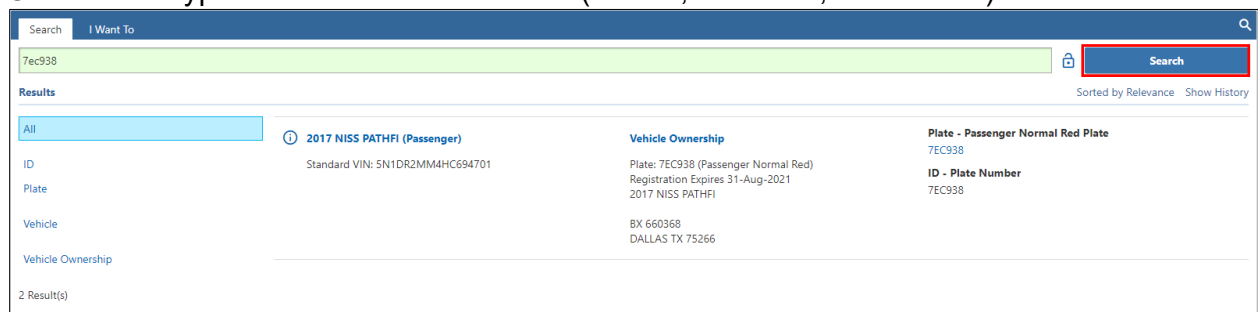 Search I Want To
7ec938 Search
Results Sorted by Relevance Show History
All
ID
Plate
Vehicle
Vehicle Ownership
2 Result(s)
2017 NISS PATHFI (Passenger)
Standard VIN: 5N1DR2MM4HC694701
Vehicle Ownership
Plate: 7EC938 (Passenger Normal Red)
Registration Expires 31-Aug-2021
2017 NISS PATHFI
BX 660368
DALLAS TX 75266
Plate - Passenger Normal Red Plate
7EC938
ID - Plate Number
7EC938